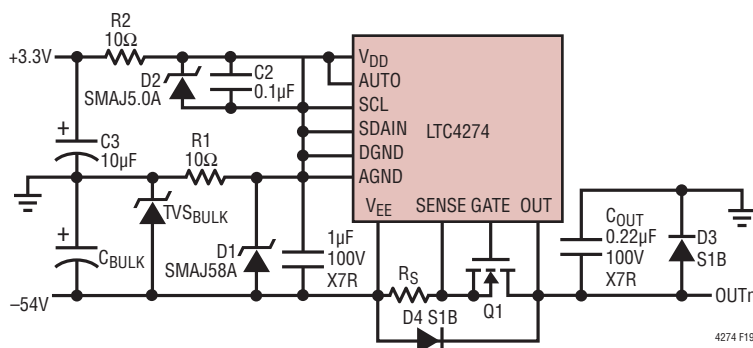 R2
10Ω
+3.3V
D2
SMAJ5.0A
C2
0.1µF
VDD
AUTO
SCL
SDAIN
DGND
AGND
LTC4274
+
C3
10µF
R1
10Ω
VEE
SENSE
GATE
OUT
+
CBULK
TVSBULK
D1
SMAJ58A
1µF
100V
X7R
COUT
0.22µF
100V
X7R
D3
S1B
RS
Q1
–54V
OUTn
D4 S1B
4274 F19